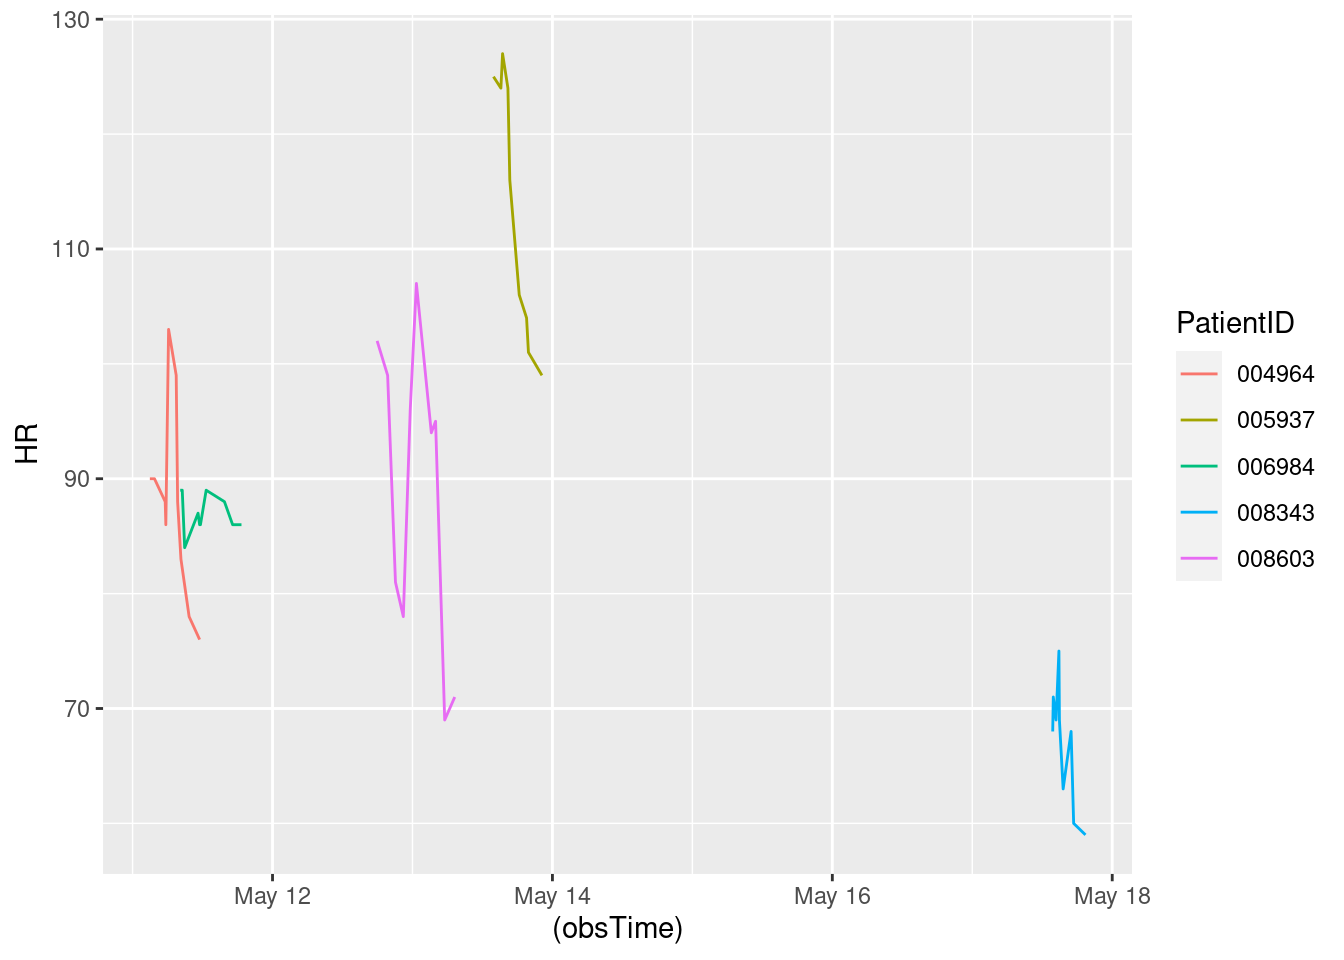 130
110
90
70
HR
May 12
May 14
May 16
May 18
(obsTime)
PatientID
004964
005937
006984
008343
008603